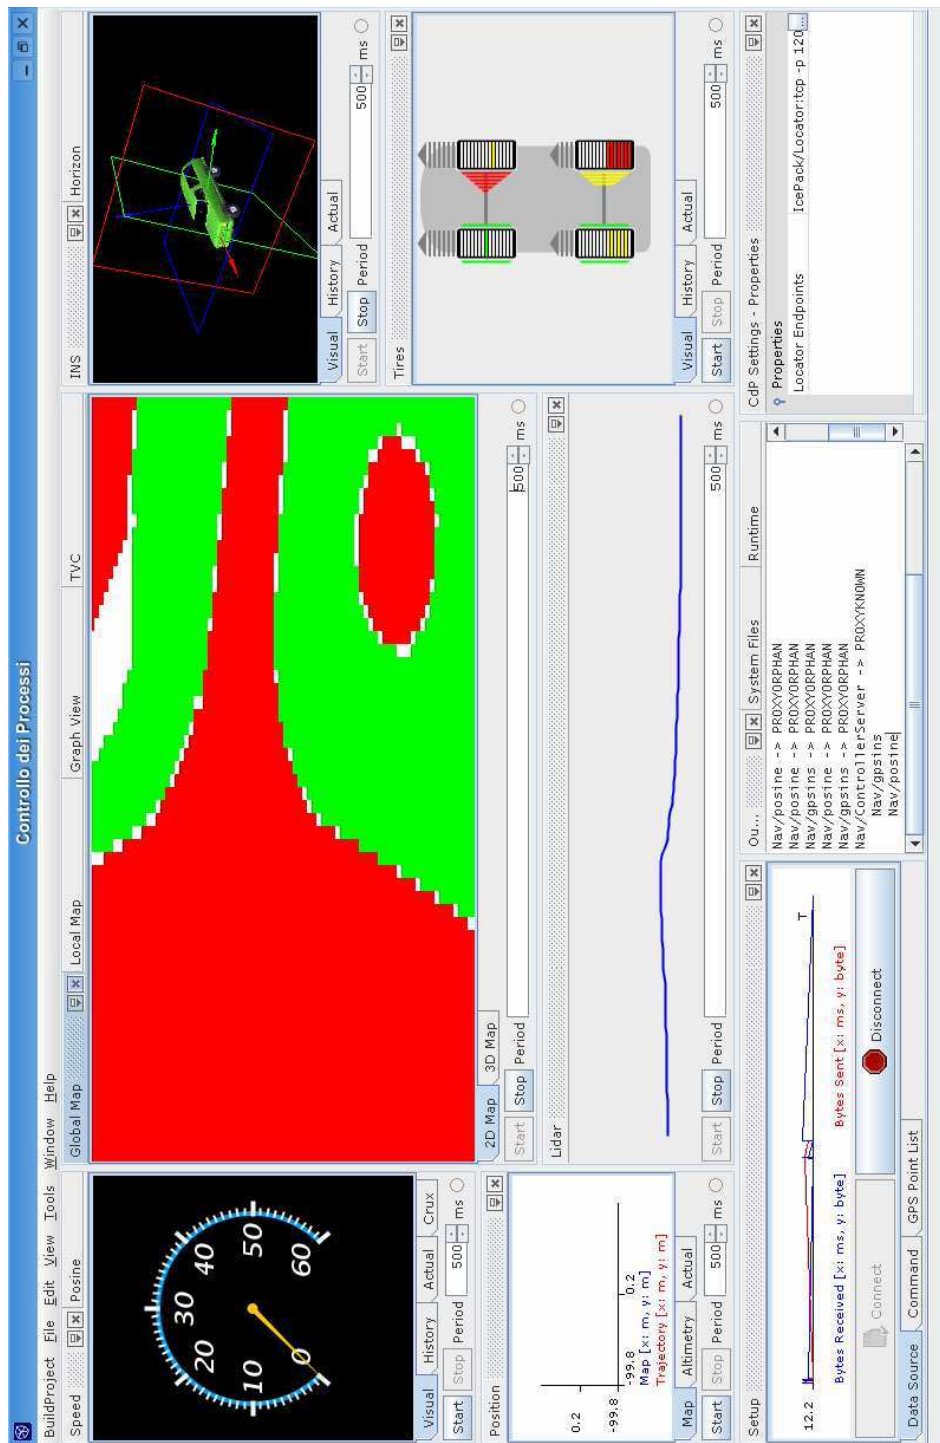 Controllo dei Processi
BuildProject File Edit View Tools Window Help
Speed Posine
10
20
30
40
50
60
0
Visual History Actual Crux
Start Stop Period 500 ms
Position
0.2
-99.8
-99.8 0.2
Map [x: m, y: m]
Trajectory [x: m, y: m]
Map Altimetry
Start Stop Period 500 ms
Global Map Local Map Graph View TVC
2D Map 3D Map
Start Stop Period 500 ms
Lidar
Start Stop Period 500 ms
INS Horizon
Visual History Actual
Start Stop Period 500 ms
Tires
Visual History Actual
Start Stop Period 500 ms
Setup
12.2
T
Bytes Received [x: ms, y: byte] Bytes Sent [x: ms, y: byte]
Connect Disconnect
Data Source Command GPS Point List
Ou... System Files Runtime
Nav/posine -> PROXYORPHAN
Nav/posine -> PROXYORPHAN
Nav/gpsins -> PROXYORPHAN
Nav/posine -> PROXYORPHAN
Nav/gpsins -> PROXYORPHAN
Nav/ControllerServer -> PROXYKNOWN
Nav/gpsins
Nav/posine
CdP Settings - Properties
Properties
Locator Endpoints IcePack/Locator:tcp -p 120 ...